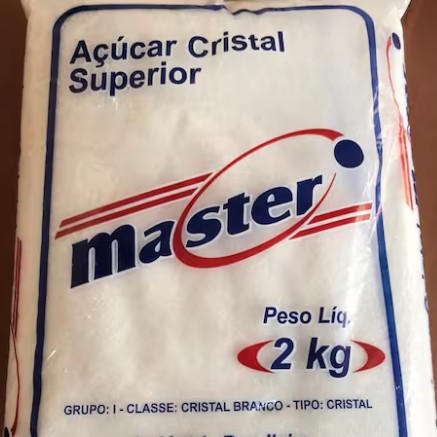 Açúcar Cristal
Superior
master
Peso Líq.
2 kg
GRUPO: I - CLASSE: CRISTAL BRANCO - TIPO: CRISTAL